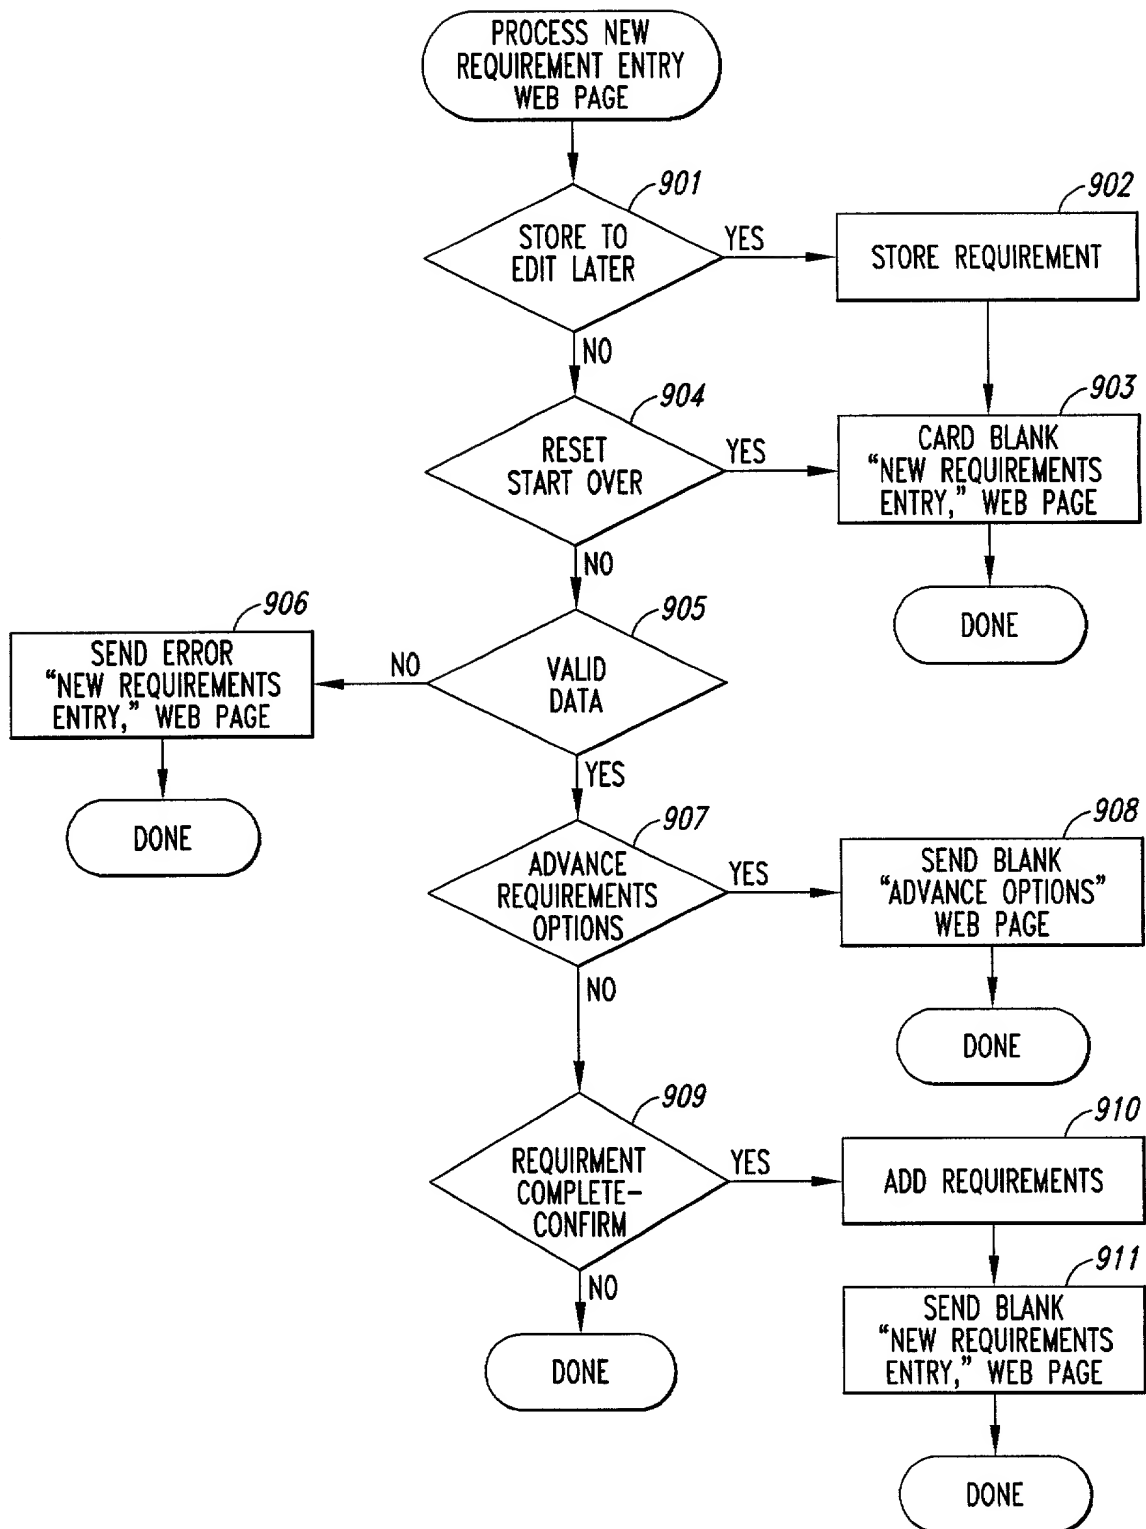 PROCESS NEW
REQUIREMENT ENTRY
WEB PAGE
901
STORE TO
EDIT LATER
YES
902
STORE REQUIREMENT
NO
904
RESET
START OVER
YES
903
CARD BLANK
“NEW REQUIREMENTS
ENTRY,” WEB PAGE
NO
DONE
905
VALID
DATA
NO
906
SEND ERROR
“NEW REQUIREMENTS
ENTRY,” WEB PAGE
DONE
YES
907
ADVANCE
REQUIREMENTS
OPTIONS
YES
908
SEND BLANK
“ADVANCE OPTIONS”
WEB PAGE
DONE
NO
909
REQUIRMENT
COMPLETE-
CONFIRM
YES
910
ADD REQUIREMENTS
911
SEND BLANK
“NEW REQUIREMENTS
ENTRY,” WEB PAGE
NO
DONE
DONE